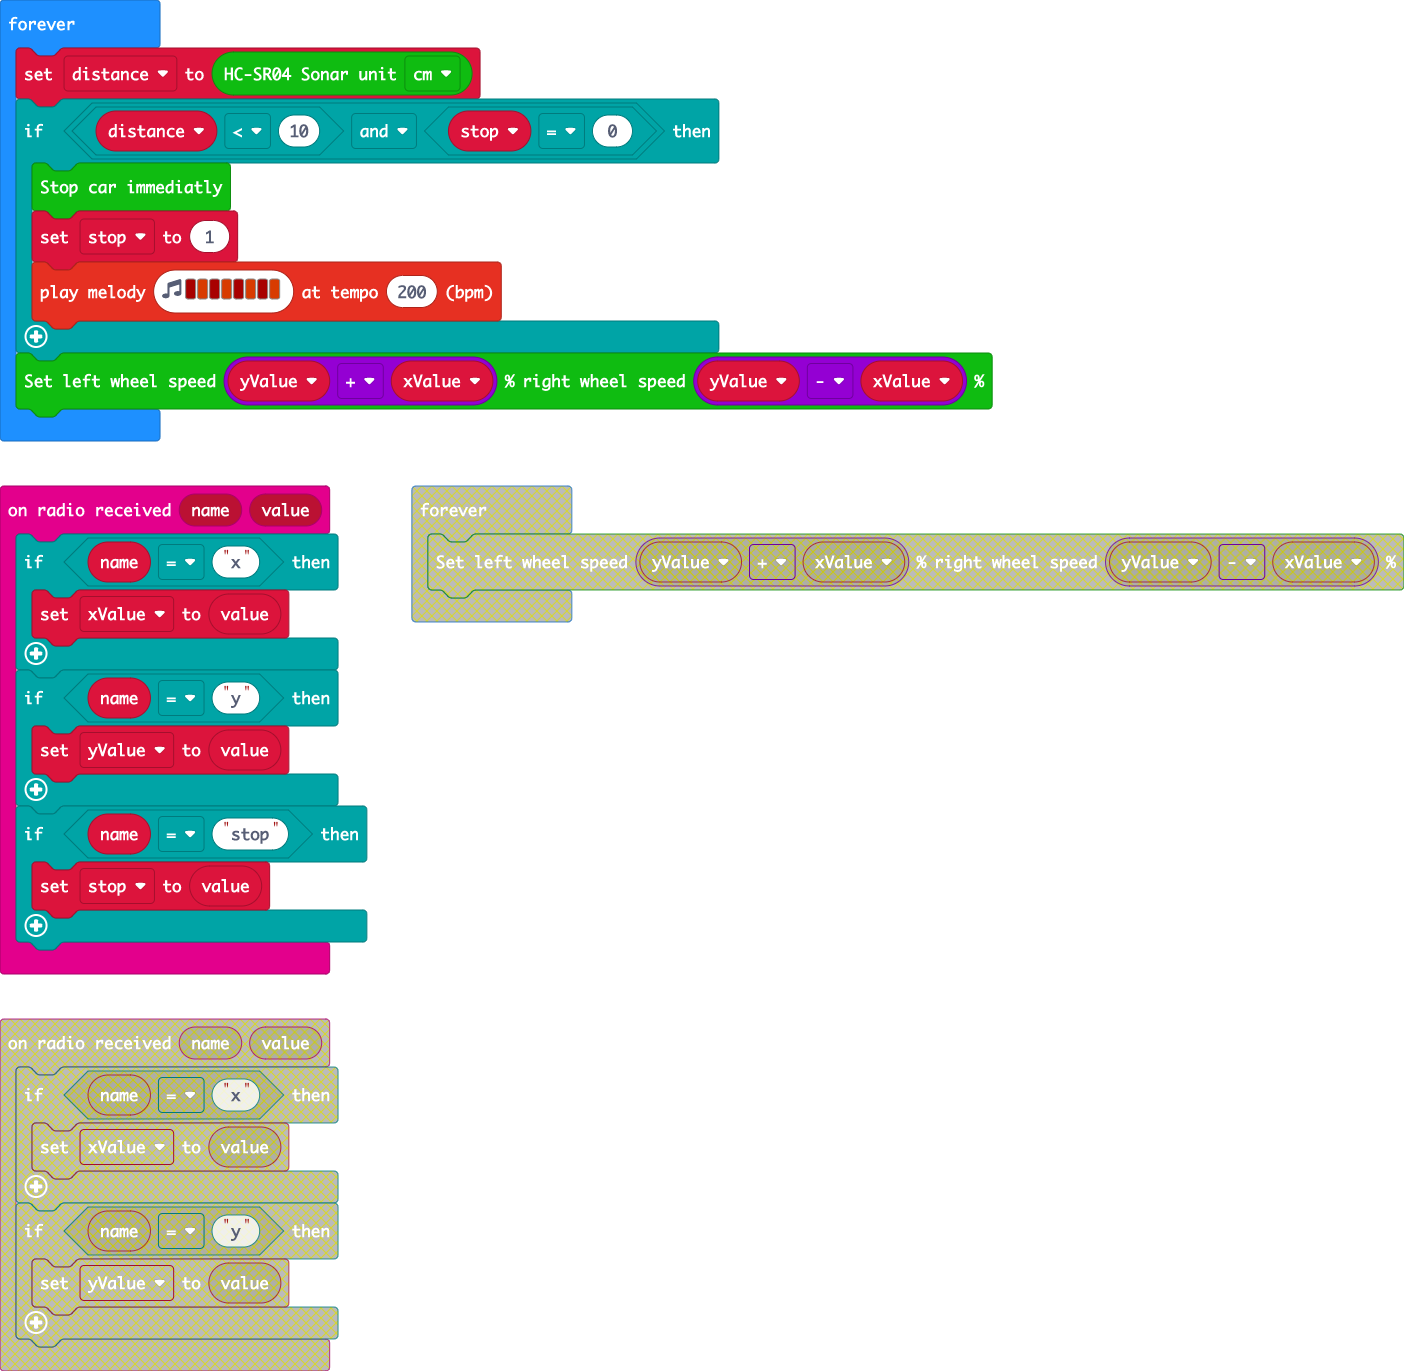 forever
set distance to HC-SR04 Sonar unit cm
if distance < 10 and stop = 0 then
Stop car immediatly
set stop to 1
play melody at tempo 200 (bpm)
Set left wheel speed yValue + xValue % right wheel speed yValue - xValue %
on radio received name value
if name = "x" then
set xValue to value
if name = "y" then
set yValue to value
if name = "stop" then
set stop to value
forever
Set left wheel speed yValue + xValue % right wheel speed yValue - xValue %
on radio received name value
if name = "x" then
set xValue to value
if name = "y" then
set yValue to value